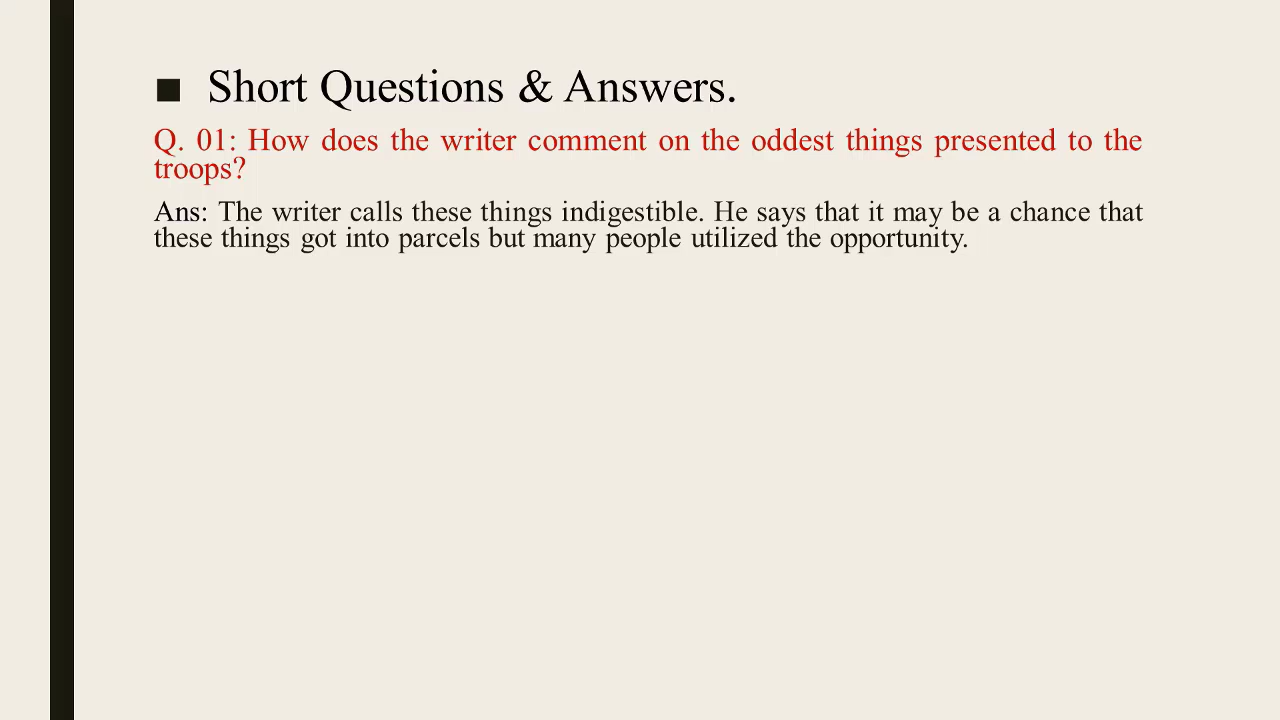 ■ Short Questions & Answers.
Q. 01: How does the writer comment on the oddest things presented to the
troops?
Ans: The writer calls these things indigestible. He says that it may be a chance that
these things got into parcels but many people utilized the opportunity.